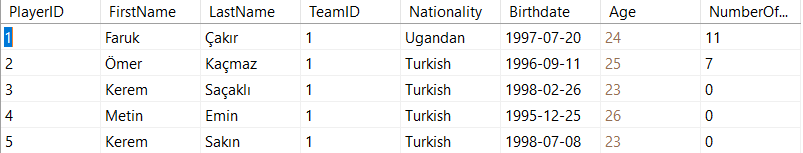 PlayerID FirstName LastName TeamID Nationality Birthdate Age NumberOf...
1 Faruk Çakır 1 Ugandan 1997-07-20 24 11
2 Ömer Kaçmaz 1 Turkish 1996-09-11 25 7
3 Kerem Saçaklı 1 Turkish 1998-02-26 23 0
4 Metin Emin 1 Turkish 1995-12-25 26 0
5 Kerem Sakın 1 Turkish 1998-07-08 23 0